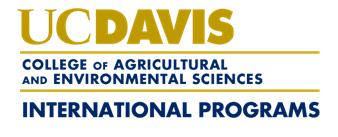 UCDAVIS
COLLEGE OF AGRICULTURAL
AND ENVIRONMENTAL SCIENCES
INTERNATIONAL PROGRAMS